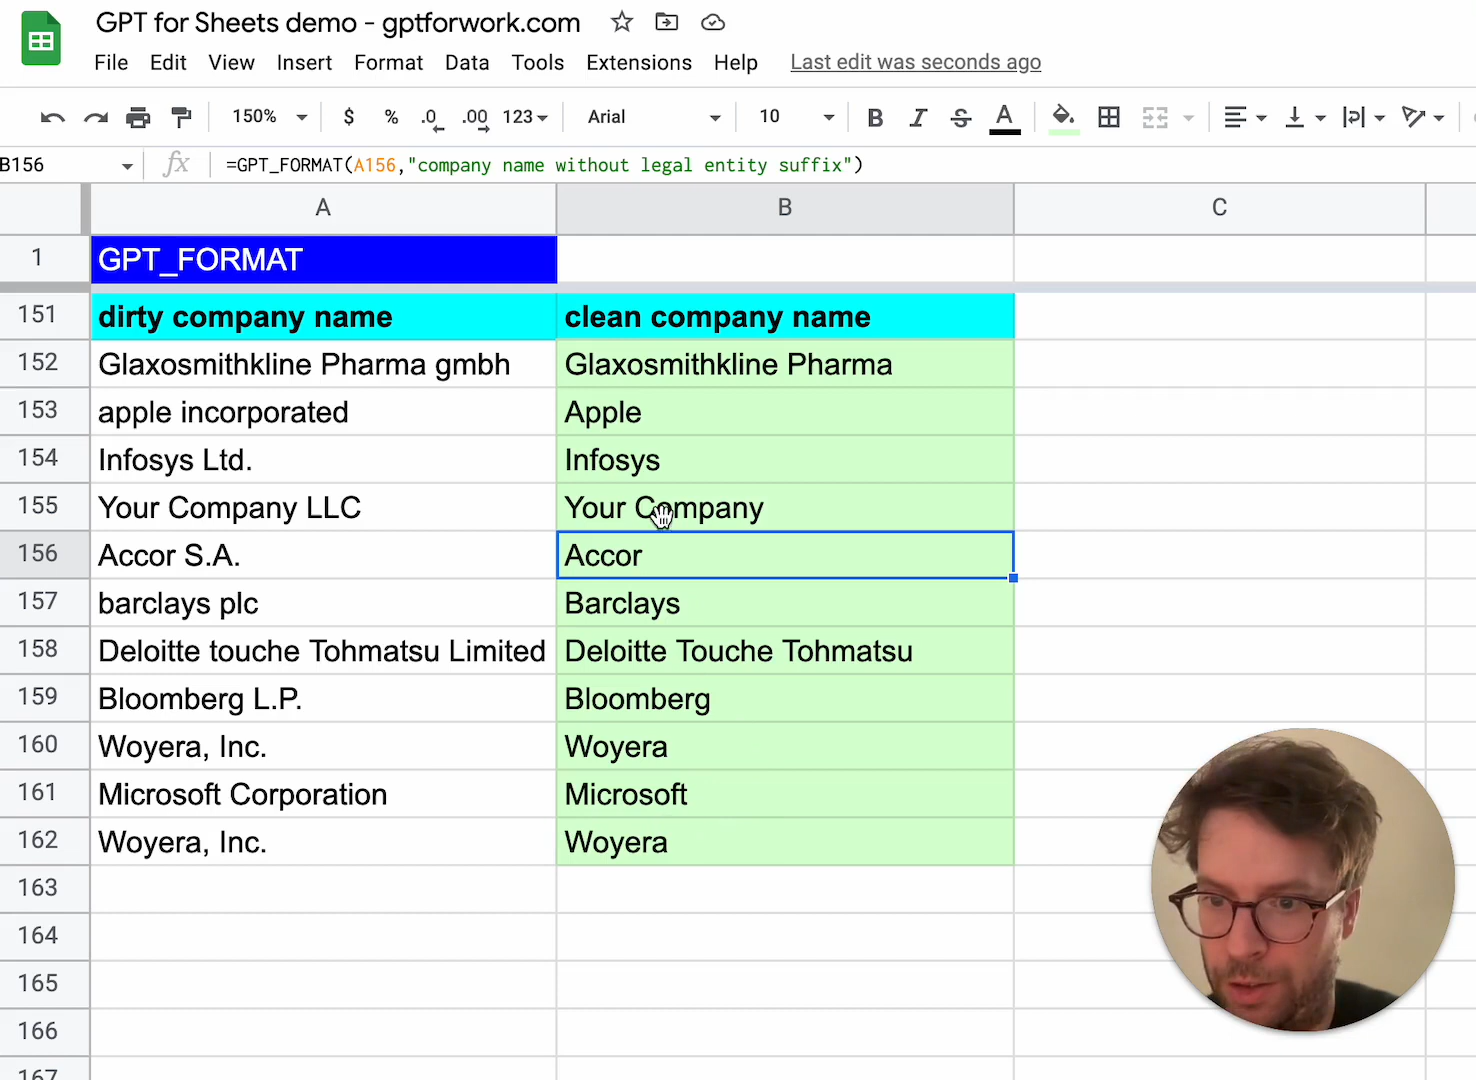 GPT for Sheets demo - gptforwork.com
File Edit View Insert Format Data Tools Extensions Help Last edit was seconds ago
150% $ % .0 .00 123 Arial 10 B I S A
B156 fx =GPT_FORMAT(A156,"company name without legal entity suffix")
A B C
1 GPT_FORMAT
151 dirty company name clean company name
152 Glaxosmithkline Pharma gmbh Glaxosmithkline Pharma
153 apple incorporated Apple
154 Infosys Ltd. Infosys
155 Your Company LLC Your Company
156 Accor S.A. Accor
157 barclays plc Barclays
158 Deloitte touche Tohmatsu Limited Deloitte Touche Tohmatsu
159 Bloomberg L.P. Bloomberg
160 Woyera, Inc. Woyera
161 Microsoft Corporation Microsoft
162 Woyera, Inc. Woyera
163
164
165
166
167